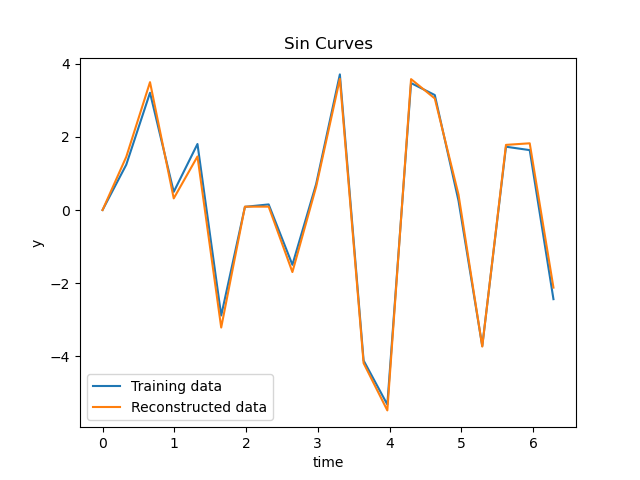 Sin Curves
4
2
0
−2
−4
y
Training data
Reconstructed data
0 1 2 3 4 5 6
time